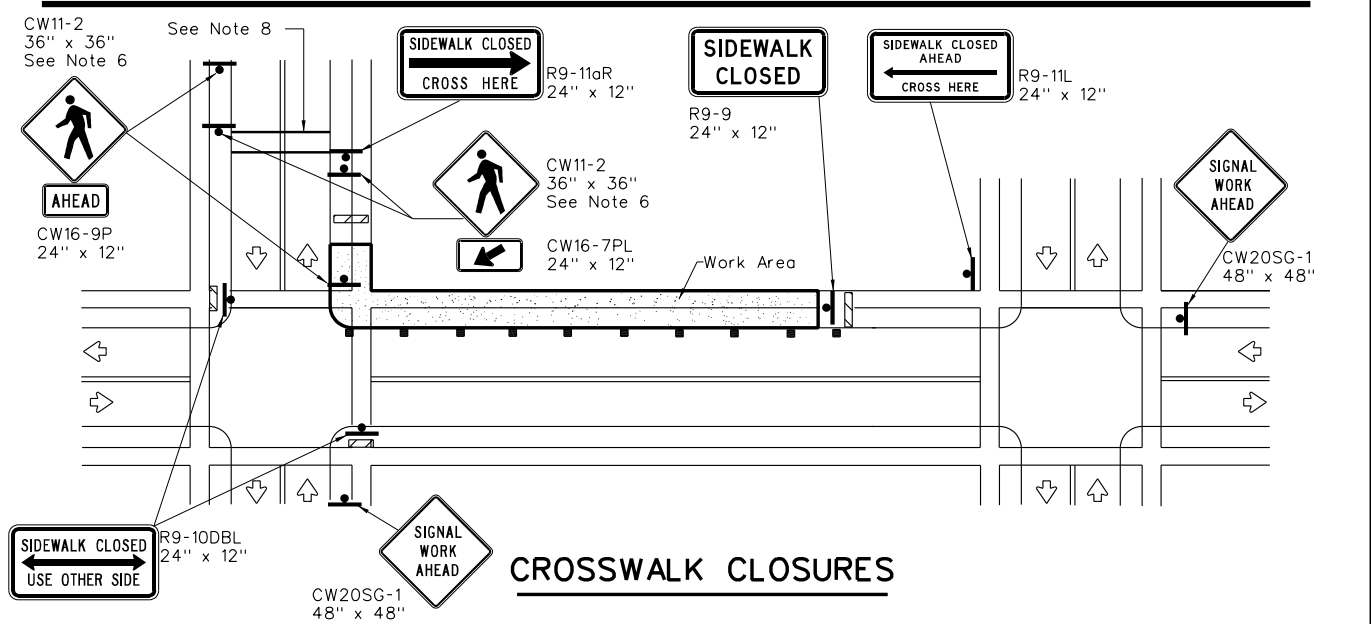 CW11-2
36" x 36"
See Note 6
See Note 8
SIDEWALK CLOSED
CROSS HERE
R9-11aR
24" x 12"
SIDEWALK
CLOSED
R9-9
24" x 12"
SIDEWALK CLOSED
AHEAD
CROSS HERE
R9-11L
24" x 12"
AHEAD
CW16-9P
24" x 12"
CW11-2
36" x 36"
See Note 6
CW16-7PL
24" x 12"
Work Area
SIGNAL
WORK
AHEAD
CW20SG-1
48" x 48"
SIDEWALK CLOSED
USE OTHER SIDE
R9-10DBL
24" x 12"
SIGNAL
WORK
AHEAD
CW20SG-1
48" x 48"
CROSSWALK CLOSURES